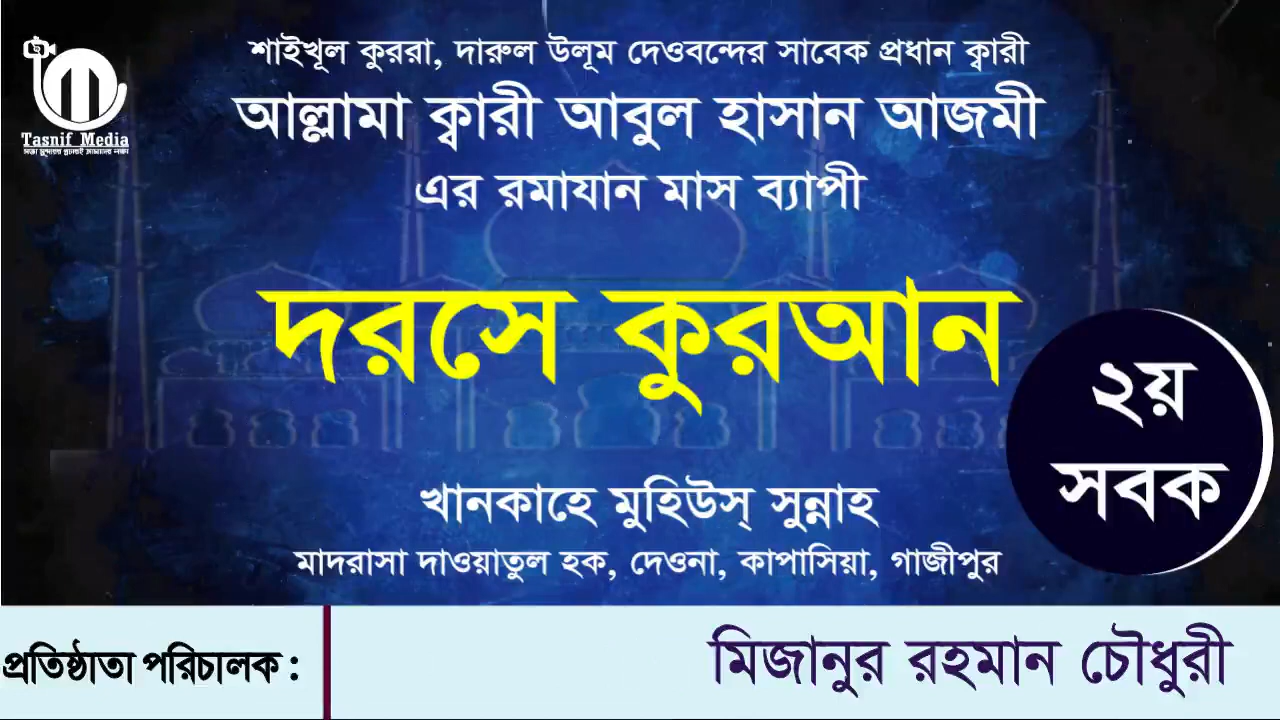 শাইখূল কুররা, দারুল উলূম দেওবন্দের সাবেক প্রধান ক্বারী
আল্লামা ক্বারী আবুল হাসান আজমী
এর রমাযান মাস ব্যাপী
Tasnif Media
দরসে কুরআন
২য়
সবক
খানকাহে মুহিউস্ সুন্নাহ
মাদরাসা দাওয়াতুল হক, দেওনা, কাপাসিয়া, গাজীপুর
প্রতিষ্ঠাতা পরিচালক :
মিজানুর রহমান চৌধুরী